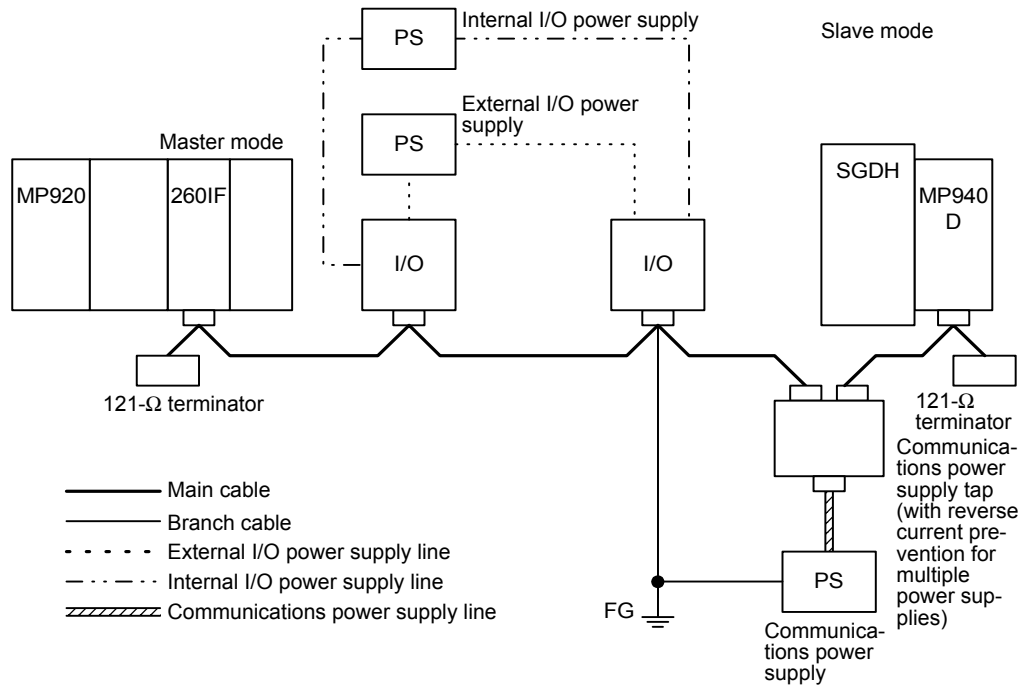 PS
Internal I/O power supply
Slave mode
PS
External I/O power
supply
Master mode
MP920
260IF
I/O
I/O
SGDH
MP940
D
121-Ω terminator
121-Ω
terminator
Communica-
tions power
supply tap
(with reverse
current pre-
vention for
multiple
power sup-
plies)
Main cable
Branch cable
External I/O power supply line
Internal I/O power supply line
Communications power supply line
FG
PS
Communica-
tions power
supply